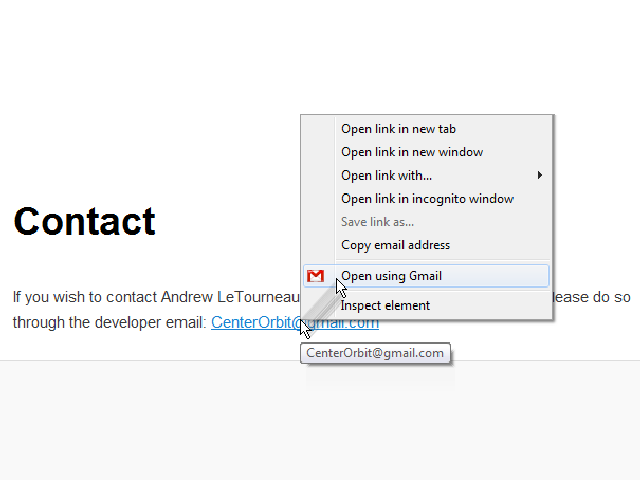 Open link in new tab
Open link in new window
Open link with...
Open link in incognito window
Save link as...
Copy email address
Open using Gmail
Inspect element
Contact
If you wish to contact Andrew LeTourneau lease do so
through the developer email: CenterOrbit@gmail.com
CenterOrbit@gmail.com